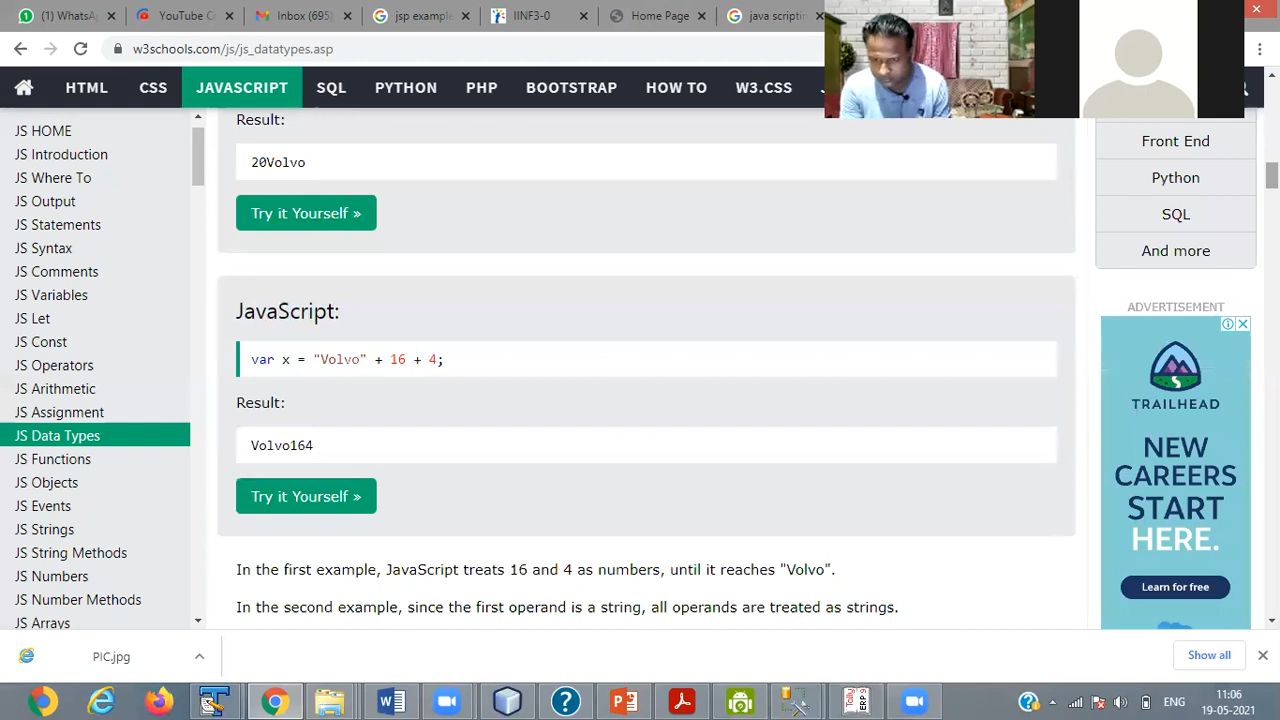 (1) WhatsA
YouTube C
Inbox (695)
jsp example
IINF3-0
Home Page
java scriptin
w3schools.com/js/js_datatypes.asp
HTML CSS JAVASCRIPT SQL PYTHON PHP BOOTSTRAP HOW TO W3.CSS
JS HOME
JS Introduction
JS Where To
JS Output
JS Statements
JS Syntax
JS Comments
JS Variables
JS Let
JS Const
JS Operators
JS Arithmetic
JS Assignment
JS Data Types
JS Functions
JS Objects
JS Events
JS Strings
JS String Methods
JS Numbers
JS Number Methods
JS Arrays
Result:
20Volvo
Try it Yourself »
JavaScript:
var x = "Volvo" + 16 + 4;
Result:
Volvo164
Try it Yourself »
In the first example, JavaScript treats 16 and 4 as numbers, until it reaches "Volvo".
In the second example, since the first operand is a string, all operands are treated as strings.
Front End
Python
SQL
And more
ADVERTISEMENT
TRAILHEAD
NEW
CAREERS
START
HERE.
Learn for free
PIC.jpg
Show all
ENG
11:06
19-05-2021